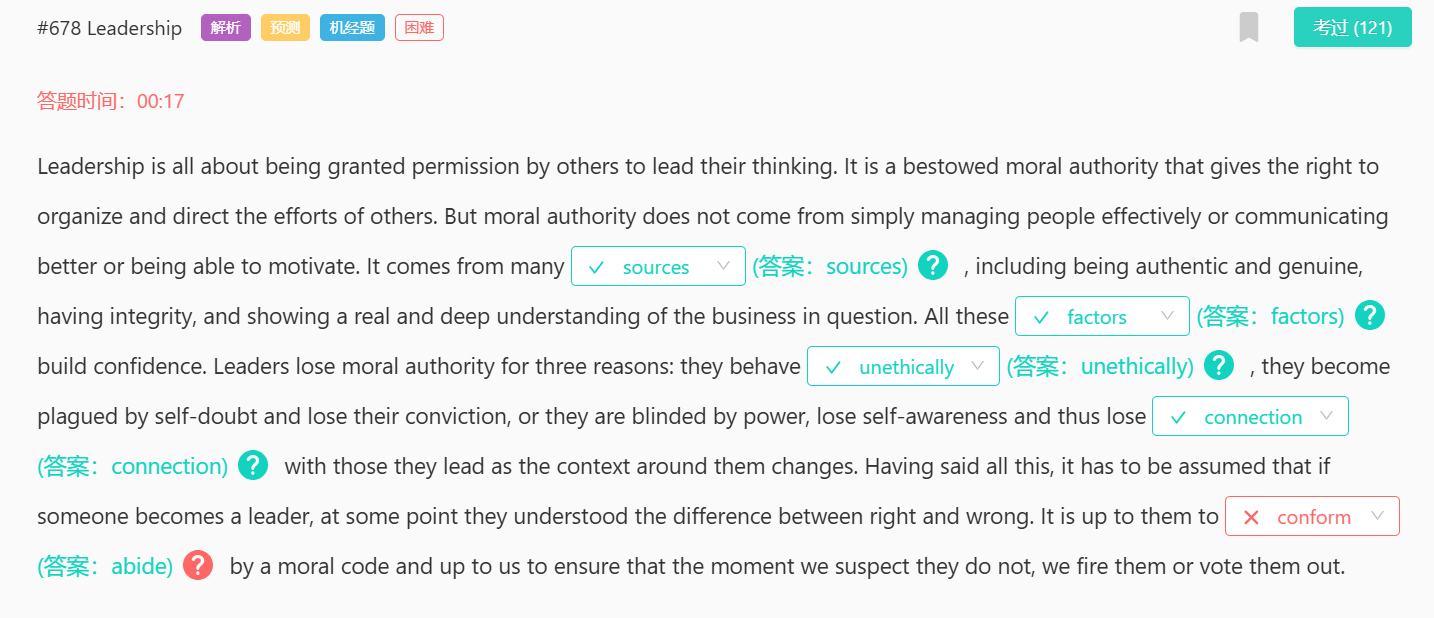 #678 Leadership 解析 预测 机经题 困难 考过 (121)
答题时间：00:17
Leadership is all about being granted permission by others to lead their thinking. It is a bestowed moral authority that gives the right to
organize and direct the efforts of others. But moral authority does not come from simply managing people effectively or communicating
better or being able to motivate. It comes from many sources (答案：sources) ? , including being authentic and genuine,
having integrity, and showing a real and deep understanding of the business in question. All these factors (答案：factors) ?
build confidence. Leaders lose moral authority for three reasons: they behave unethically (答案：unethically) ? , they become
plagued by self-doubt and lose their conviction, or they are blinded by power, lose self-awareness and thus lose connection
(答案：connection) ? with those they lead as the context around them changes. Having said all this, it has to be assumed that if
someone becomes a leader, at some point they understood the difference between right and wrong. It is up to them to conform
(答案：abide) ? by a moral code and up to us to ensure that the moment we suspect they do not, we fire them or vote them out.